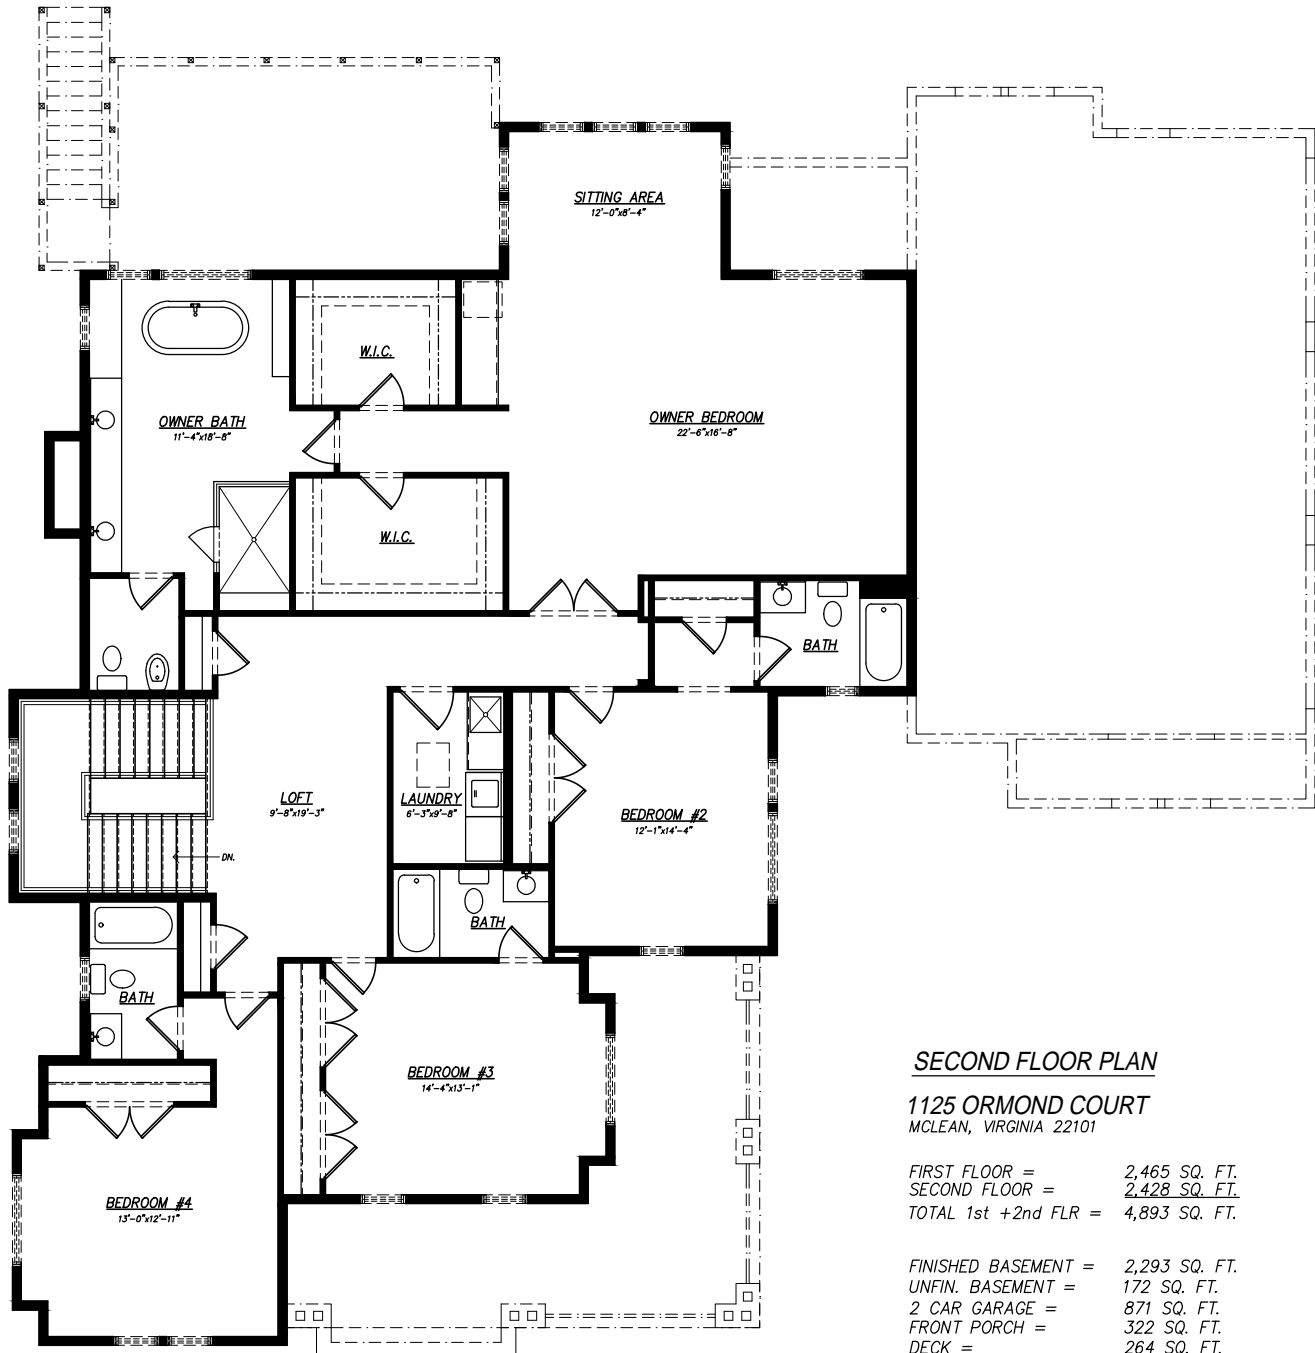 SITTING AREA
12'-0"x8'-4"
W.I.C.
OWNER BATH
11'-4"x18'-8"
OWNER BEDROOM
22'-6"x16'-8"
W.I.C.
BATH
LOFT
9'-8"x19'-3"
LAUNDRY
6'-3"x9'-8"
BEDROOM #2
12'-1"x14'-4"
DN.
BATH
BATH
BEDROOM #3
14'-4"x13'-1"
BEDROOM #4
13'-0"x12'-11"
SECOND FLOOR PLAN
1125 ORMOND COURT
MCLEAN, VIRGINIA 22101
FIRST FLOOR = 2,465 SQ. FT.
SECOND FLOOR = 2,428 SQ. FT.
TOTAL 1st +2nd FLR = 4,893 SQ. FT.
FINISHED BASEMENT = 2,293 SQ. FT.
UNFIN. BASEMENT = 172 SQ. FT.
2 CAR GARAGE = 871 SQ. FT.
FRONT PORCH = 322 SQ. FT.
DECK = 264 SQ. FT.